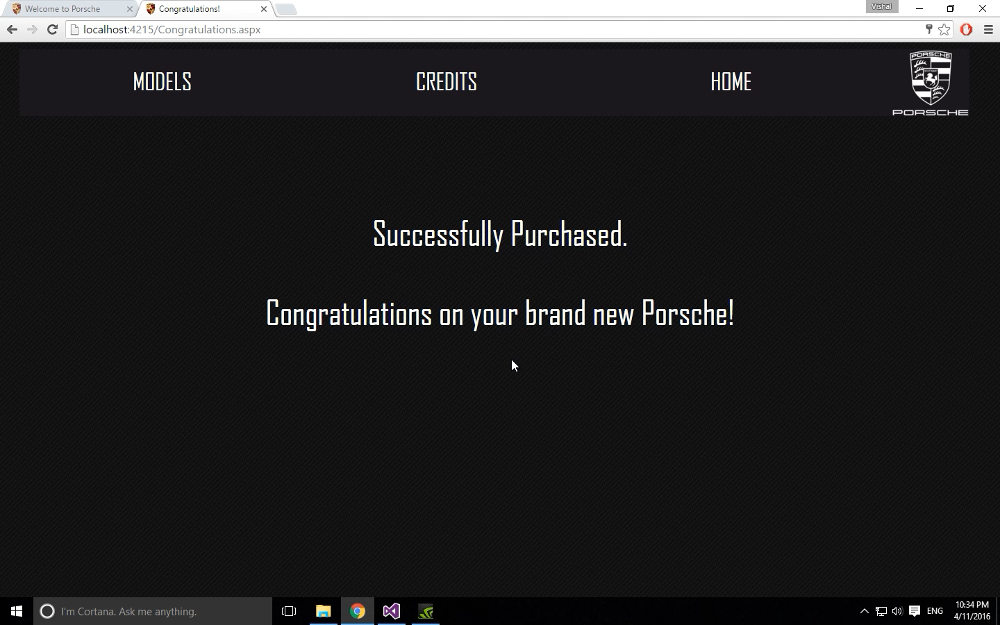 Welcome to Porsche
Congratulations!
Vishal
localhost:4215/Congratulations.aspx
MODELS
CREDITS
HOME
PORSCHE
PORSCHE
Successfully Purchased.
Congratulations on your brand new Porsche!
I'm Cortana. Ask me anything.
ENG
10:34 PM
4/11/2016